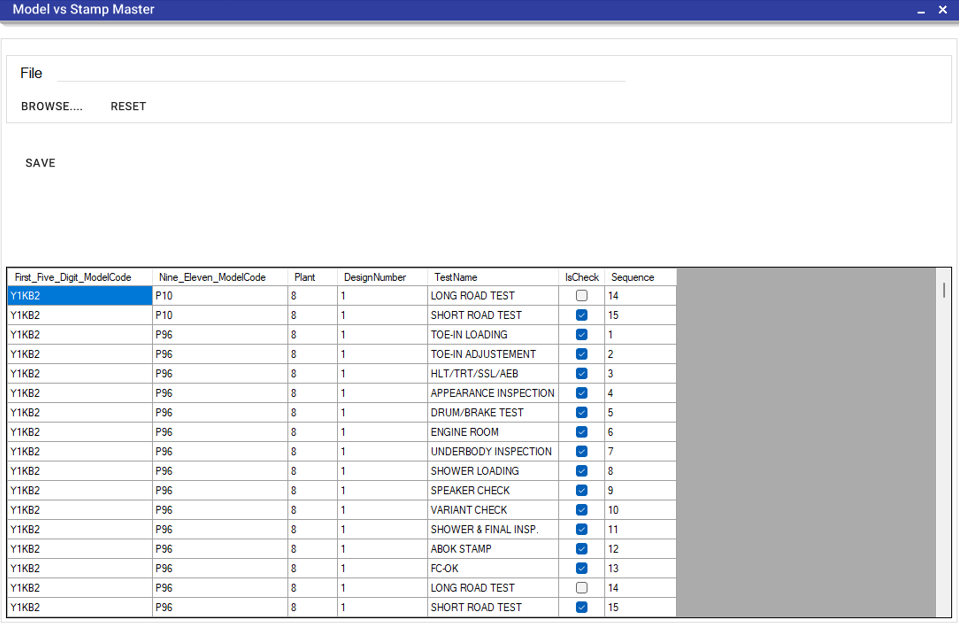 Model vs Stamp Master
File
BROWSE....
RESET
SAVE
First_Five_Digit_ModelCode Nine_Eleven_ModelCode Plant DesignNumber TestName IsCheck Sequence
Y1KB2 P10 8 1 LONG ROAD TEST 14
Y1KB2 P10 8 1 SHORT ROAD TEST 15
Y1KB2 P96 8 1 TOE-IN LOADING 1
Y1KB2 P96 8 1 TOE-IN ADJUSTEMENT 2
Y1KB2 P96 8 1 HLT/TRT/SSL/AEB 3
Y1KB2 P96 8 1 APPEARANCE INSPECTION 4
Y1KB2 P96 8 1 DRUM/BRAKE TEST 5
Y1KB2 P96 8 1 ENGINE ROOM 6
Y1KB2 P96 8 1 UNDERBODY INSPECTION 7
Y1KB2 P96 8 1 SHOWER LOADING 8
Y1KB2 P96 8 1 SPEAKER CHECK 9
Y1KB2 P96 8 1 VARIANT CHECK 10
Y1KB2 P96 8 1 SHOWER & FINAL INSP. 11
Y1KB2 P96 8 1 ABOK STAMP 12
Y1KB2 P96 8 1 FC-OK 13
Y1KB2 P96 8 1 LONG ROAD TEST 14
Y1KB2 P96 8 1 SHORT ROAD TEST 15